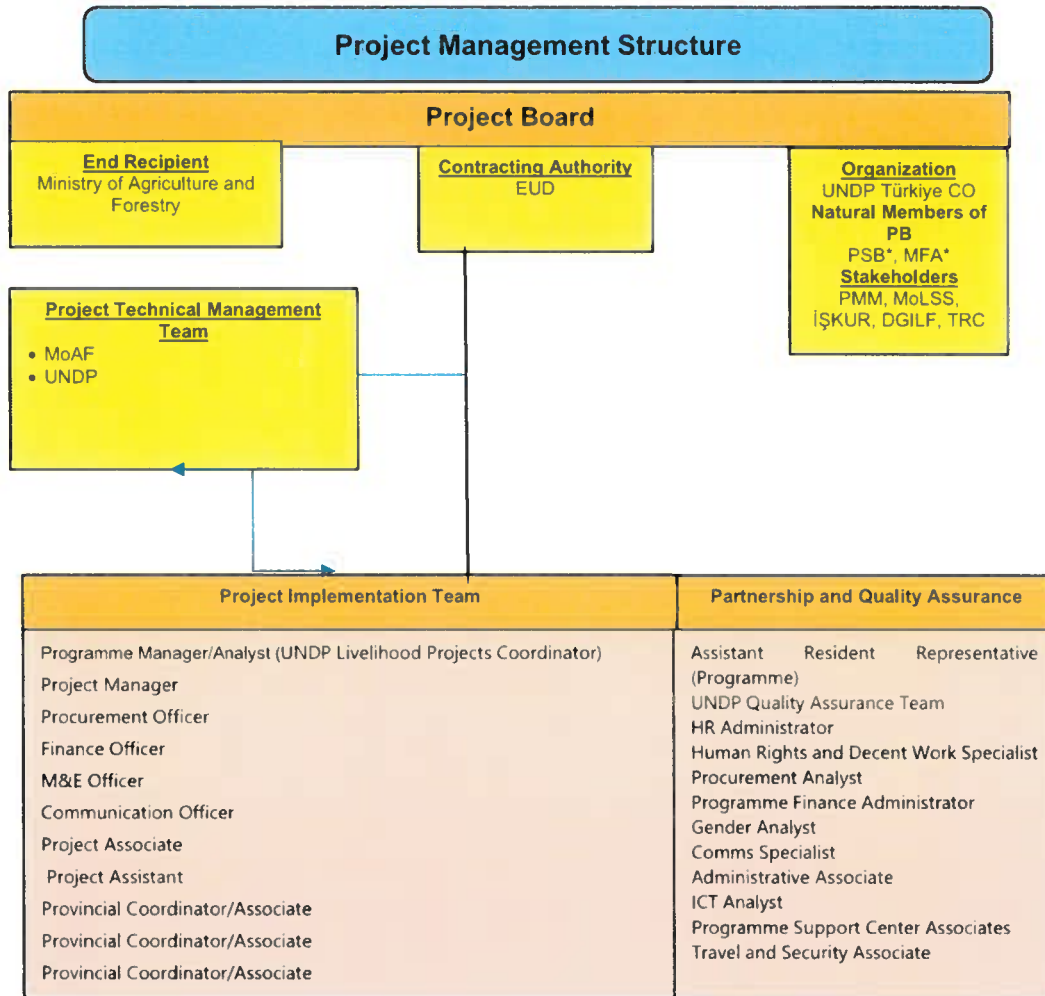 Project Management Structure
Project Board
End Recipient
Ministry of Agriculture and
Forestry
Contracting Authority
EUD
Organization
UNDP Türkiye CO
Natural Members of
PB
PSB*, MFA*
Stakeholders
PMM, MoLSS,
İŞKUR, DGILF, TRC
Project Technical Management
Team
• MoAF
• UNDP
Project Implementation Team
Programme Manager/Analyst (UNDP Livelihood Projects Coordinator)
Project Manager
Procurement Officer
Finance Officer
M&E Officer
Communication Officer
Project Associate
Project Assistant
Provincial Coordinator/Associate
Provincial Coordinator/Associate
Provincial Coordinator/Associate
Partnership and Quality Assurance
Assistant Resident Representative
(Programme)
UNDP Quality Assurance Team
HR Administrator
Human Rights and Decent Work Specialist
Procurement Analyst
Programme Finance Administrator
Gender Analyst
Comms Specialist
Administrative Associate
ICT Analyst
Programme Support Center Associates
Travel and Security Associate